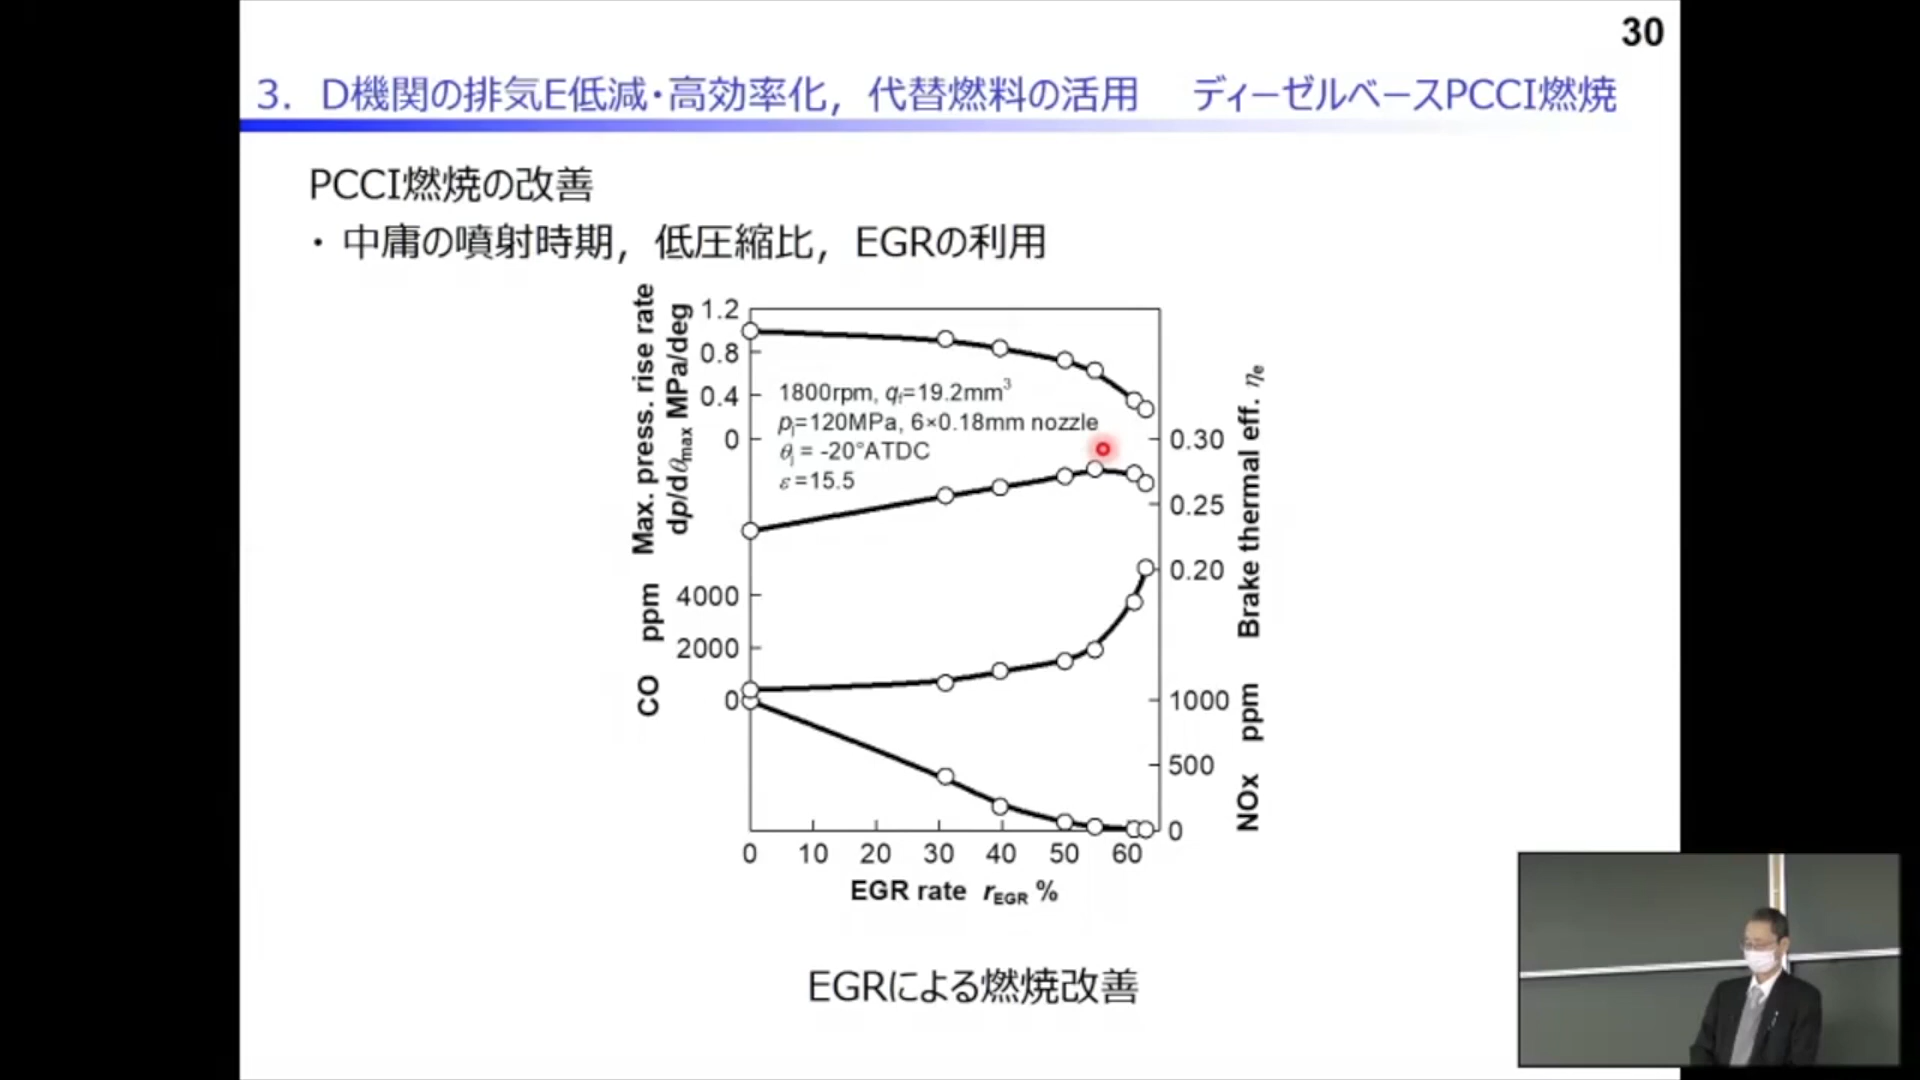 30
3. D機関の排気E低減・高効率化，代替燃料の活用 ディーゼルベースPCCI燃焼
PCCI燃焼の改善
・中庸の噴射時期，低圧縮比，EGRの利用
Max. press. rise rate
dp/dθmax MPa/deg
1.2
0.8
0.4
0
1800rpm, qf=19.2mm³
pj=120MPa, 6×0.18mm nozzle
θj = -20°ATDC
ε=15.5
0.30
0.25
0.20
Brake thermal eff. ηe
CO ppm
4000
2000
0
1000
500
0
NOx ppm
0 10 20 30 40 50 60
EGR rate rEGR %
EGRによる燃焼改善